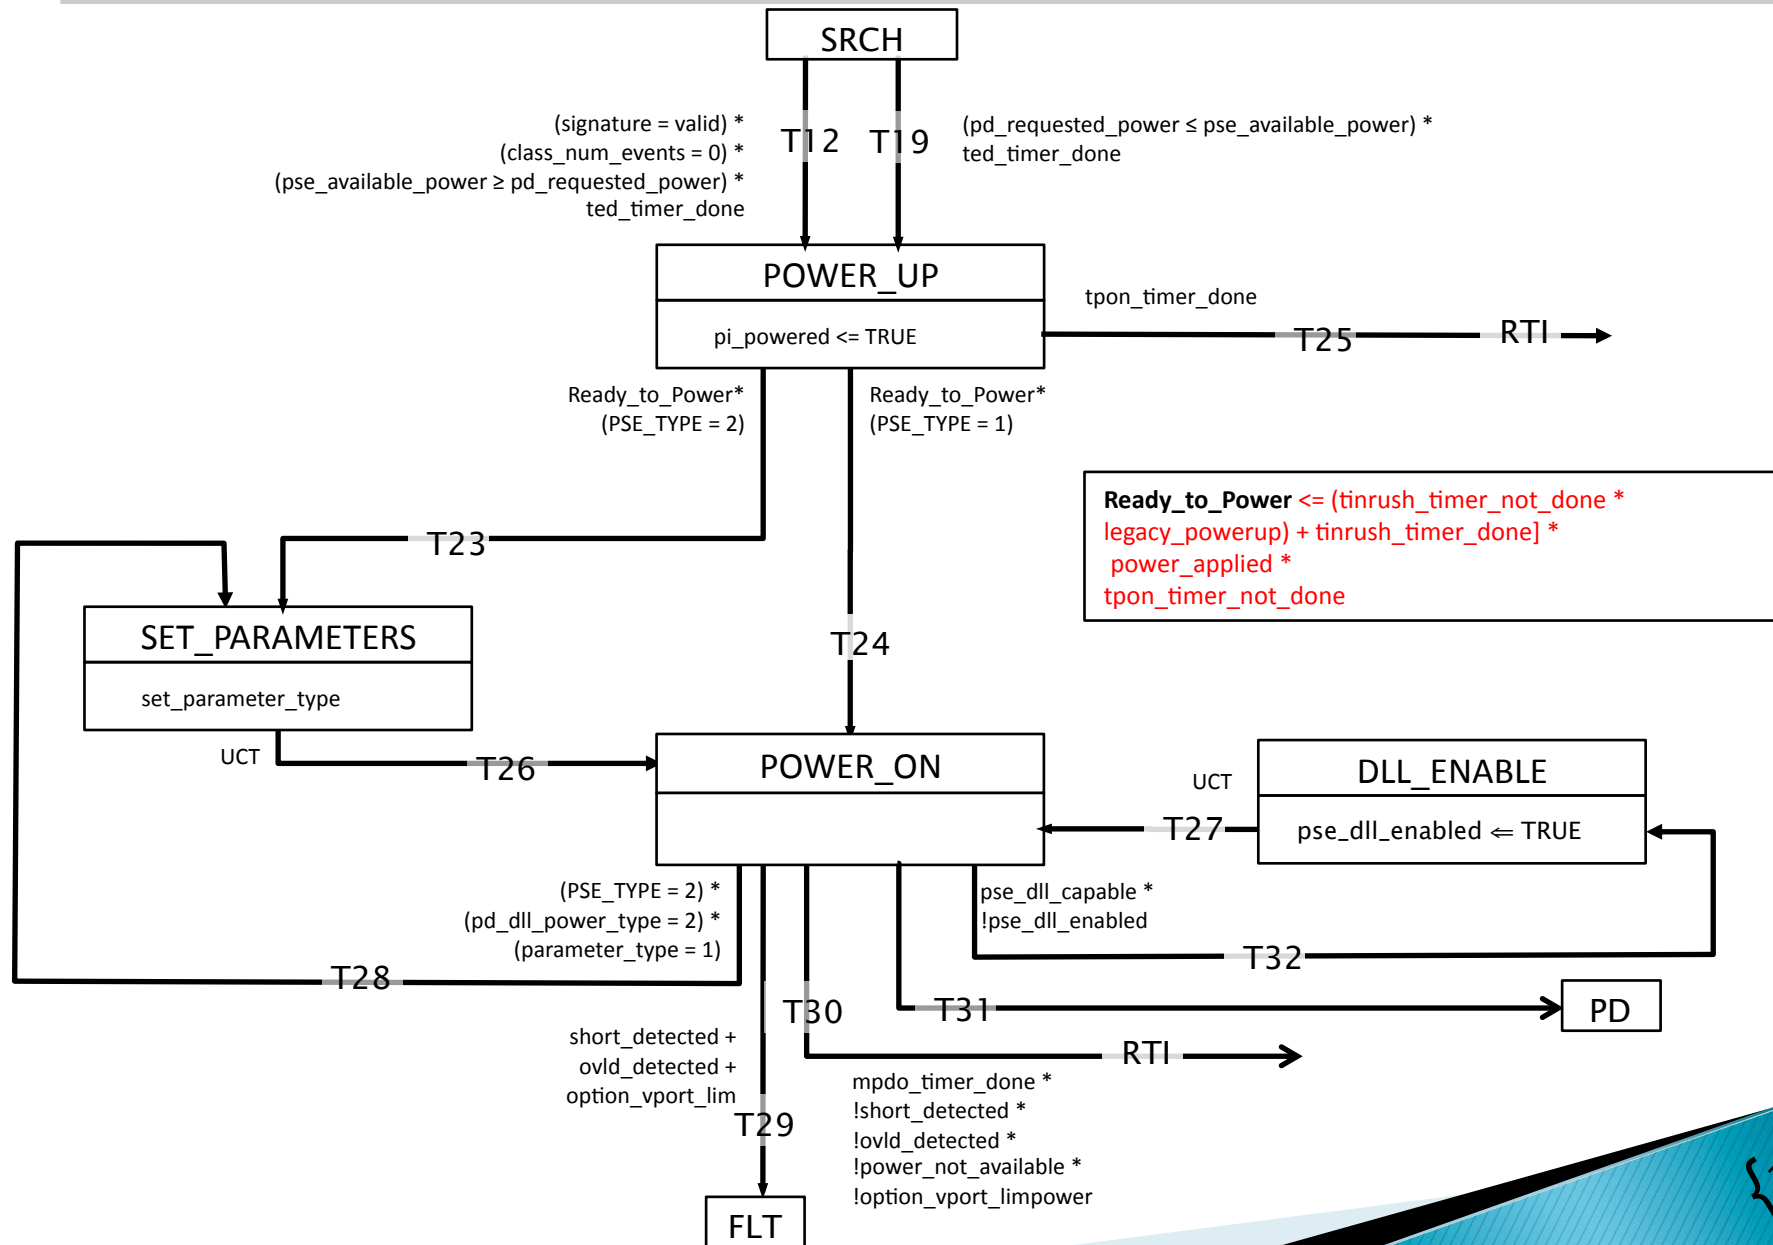 SRCH
(signature = valid) *
(class_num_events = 0) *
(pse_available_power ≥ pd_requested_power) *
ted_timer_done
T12
T19
(pd_requested_power ≤ pse_available_power) *
ted_timer_done
POWER_UP
pi_powered <= TRUE
tpon_timer_done
T25
RTI
Ready_to_Power*
(PSE_TYPE = 2)
Ready_to_Power*
(PSE_TYPE = 1)
Ready_to_Power <= (tinrush_timer_not_done *
legacy_powerup) + tinrush_timer_done] *
power_applied *
tpon_timer_not_done
T23
SET_PARAMETERS
set_parameter_type
T24
UCT
T26
POWER_ON
UCT
T27
DLL_ENABLE
pse_dll_enabled ⇐ TRUE
(PSE_TYPE = 2) *
(pd_dll_power_type = 2) *
(parameter_type = 1)
pse_dll_capable *
!pse_dll_enabled
T32
T28
T30
T31
PD
short_detected +
ovld_detected +
option_vport_lim
T29
RTI
mpdo_timer_done *
!short_detected *
!ovld_detected *
!power_not_available *
!option_vport_limpower
FLT